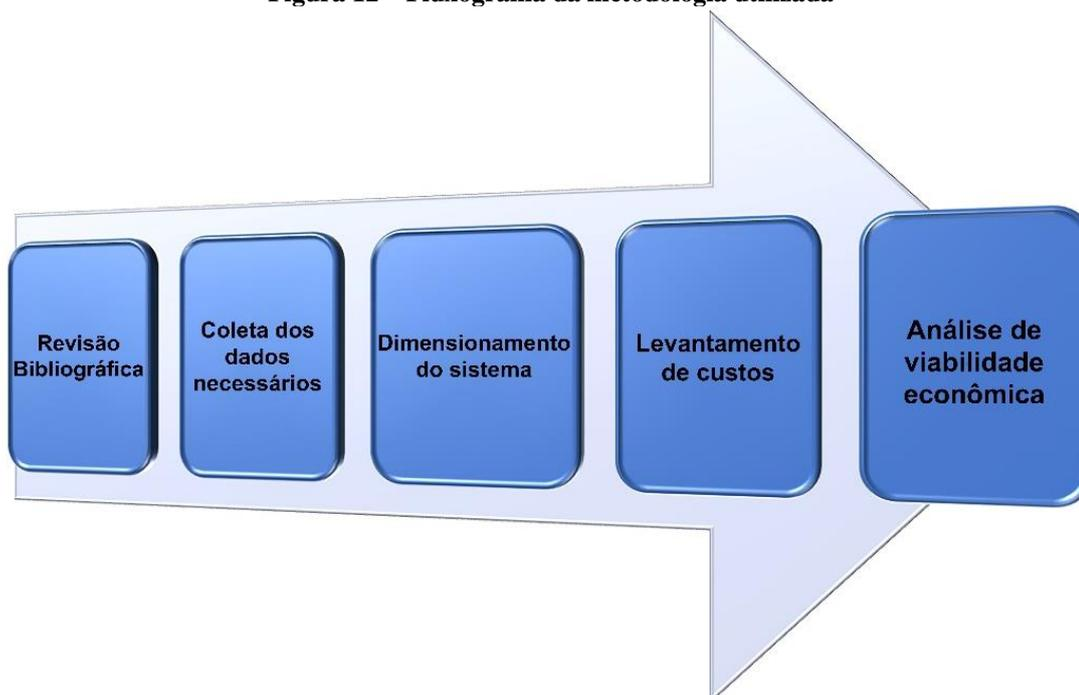 Figura 12 – Fluxograma da metodologia utilizada
Revisão
Bibliográfica
Coleta dos
dados
necessários
Dimensionamento
do sistema
Levantamento
de custos
Análise de
viabilidade
econômica